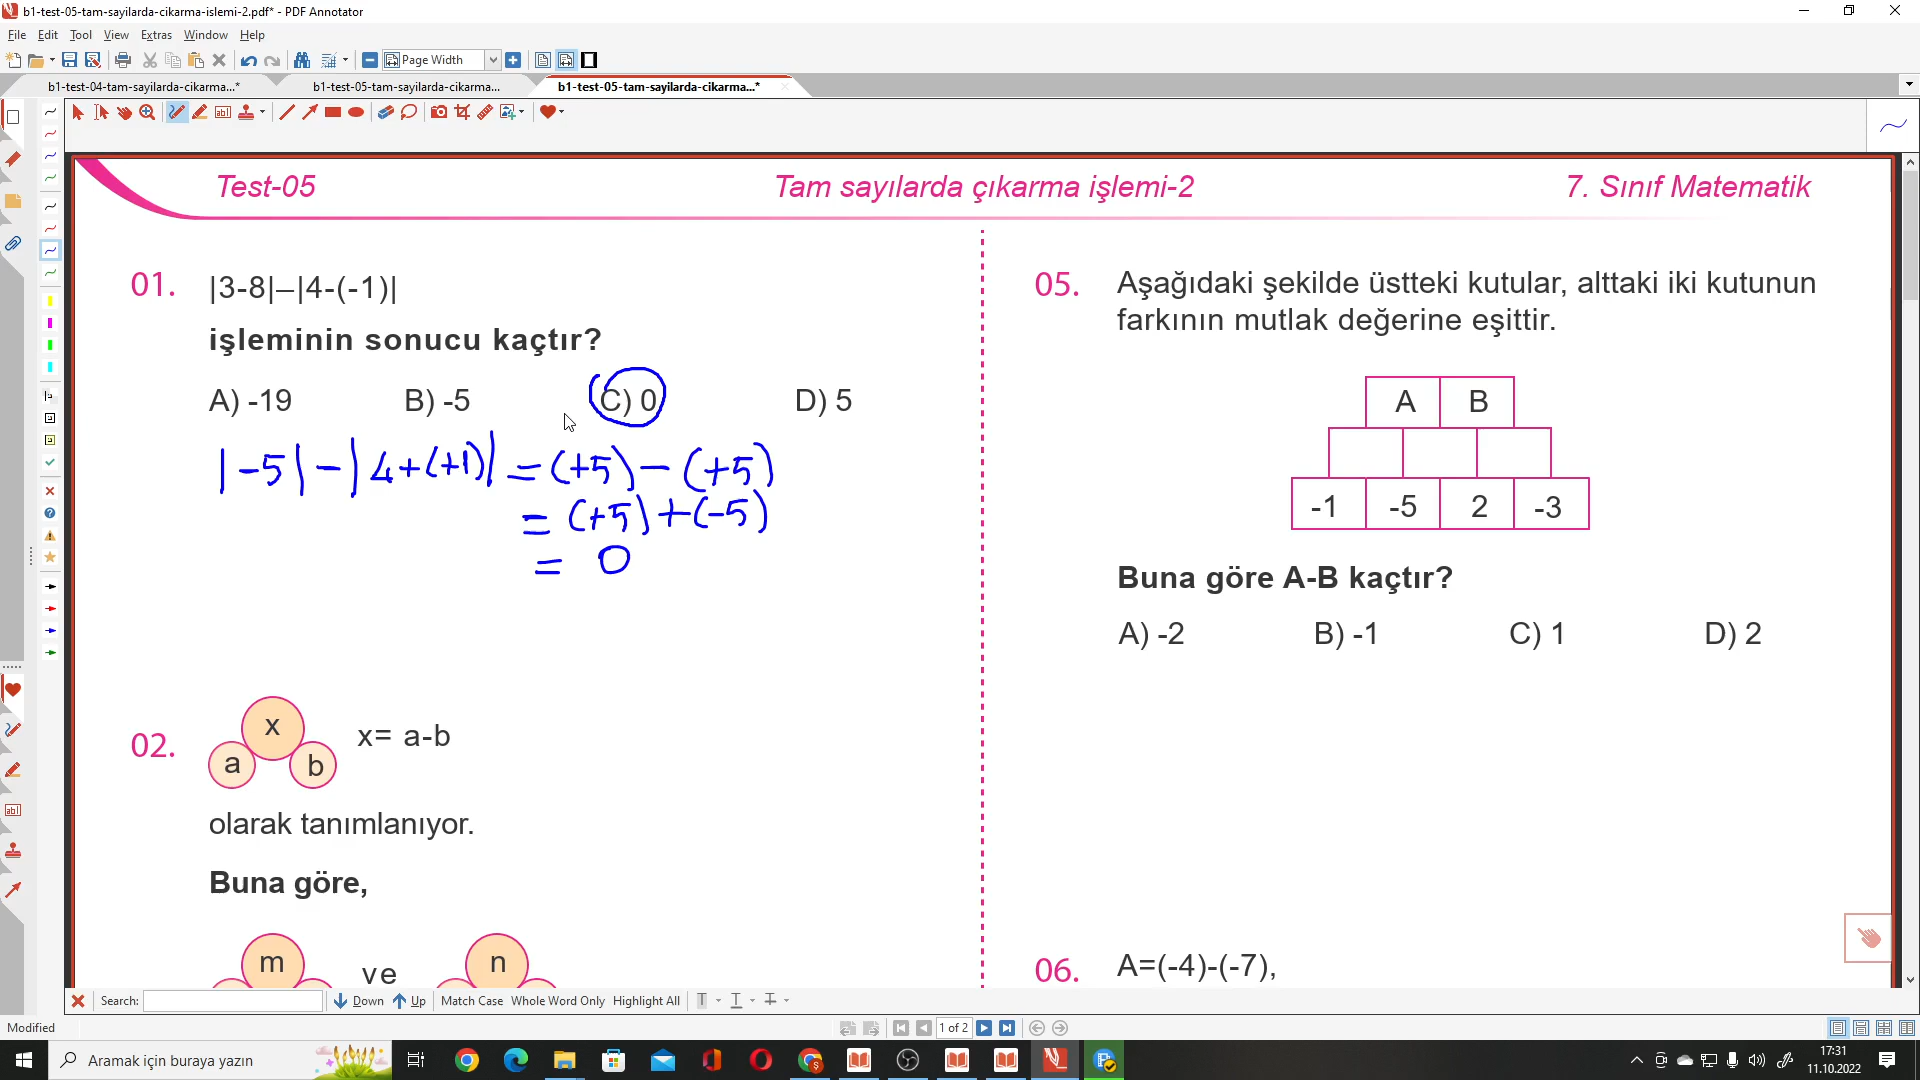 b1-test-05-tam-sayilarda-cikarma-islemi-2.pdf* - PDF Annotator
File Edit Tool View Extras Window Help
Page Width
b1-test-04-tam-sayilarda-cikarma...*
b1-test-05-tam-sayilarda-cikarma...
b1-test-05-tam-sayilarda-cikarma...*
Test-05
Tam sayılarda çıkarma işlemi-2
7. Sınıf Matematik
01. |3-8|–|4-(-1)|
işleminin sonucu kaçtır?
A) -19 B) -5 C) 0 D) 5
|-5|-|4+(+1)| = (+5)-(+5)
= (+5)+(-5)
= 0
02. x a b x= a-b
olarak tanımlanıyor.
Buna göre,
m ve n
05. Aşağıdaki şekilde üstteki kutular, alttaki iki kutunun
farkının mutlak değerine eşittir.
A B
-1 -5 2 -3
Buna göre A-B kaçtır?
A) -2 B) -1 C) 1 D) 2
06. A=(-4)-(-7),
Search: Down Up Match Case Whole Word Only Highlight All
Modified
1 of 2
Aramak için buraya yazın
17:31
11.10.2022